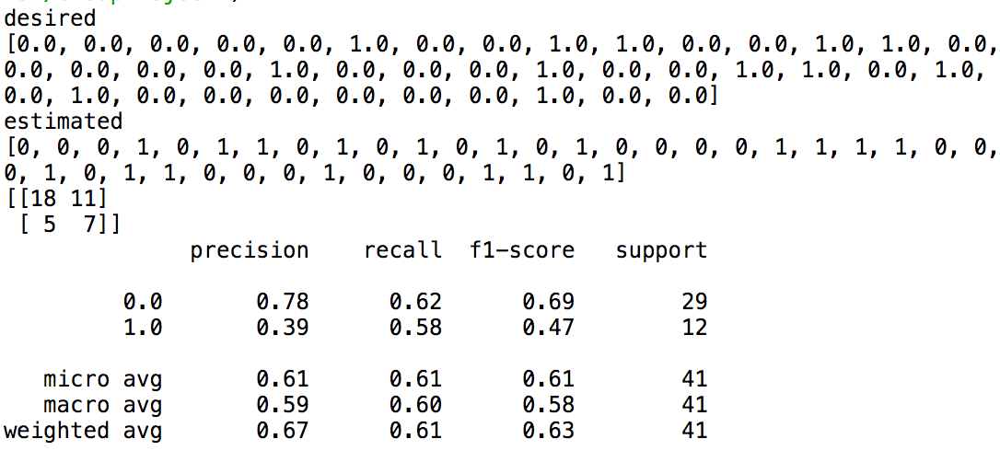 desired
[0.0, 0.0, 0.0, 0.0, 0.0, 1.0, 0.0, 0.0, 1.0, 1.0, 0.0, 0.0, 1.0, 1.0, 0.0,
0.0, 0.0, 0.0, 0.0, 1.0, 0.0, 0.0, 0.0, 1.0, 0.0, 0.0, 1.0, 1.0, 0.0, 1.0,
0.0, 1.0, 0.0, 0.0, 0.0, 0.0, 0.0, 0.0, 1.0, 0.0, 0.0]
estimated
[0, 0, 0, 1, 0, 1, 1, 0, 1, 0, 1, 0, 1, 0, 1, 0, 0, 0, 0, 1, 1, 1, 1, 0, 0,
0, 1, 0, 1, 1, 0, 0, 0, 1, 0, 0, 0, 1, 1, 0, 1]
[[18 11]
[ 5 7]]
precision recall f1-score support
0.0 0.78 0.62 0.69 29
1.0 0.39 0.58 0.47 12
micro avg 0.61 0.61 0.61 41
macro avg 0.59 0.60 0.58 41
weighted avg 0.67 0.61 0.63 41